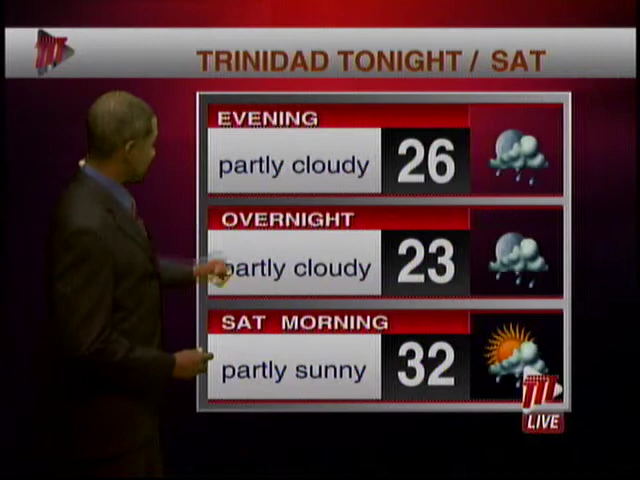 TRINIDAD TONIGHT / SAT
EVENING
partly cloudy
26
OVERNIGHT
partly cloudy
23
SAT MORNING
partly sunny
32
LIVE